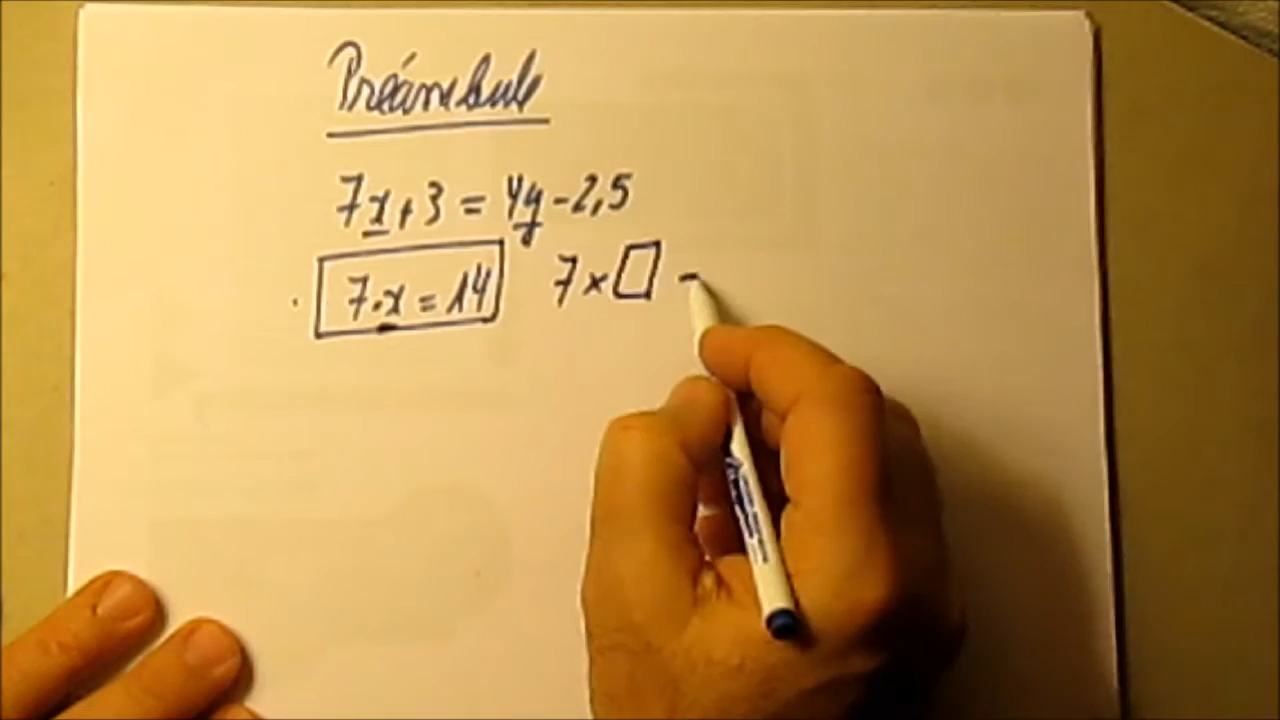 Préambule
7x+3 = 4y-2,5
7·x = 14 7×□ -